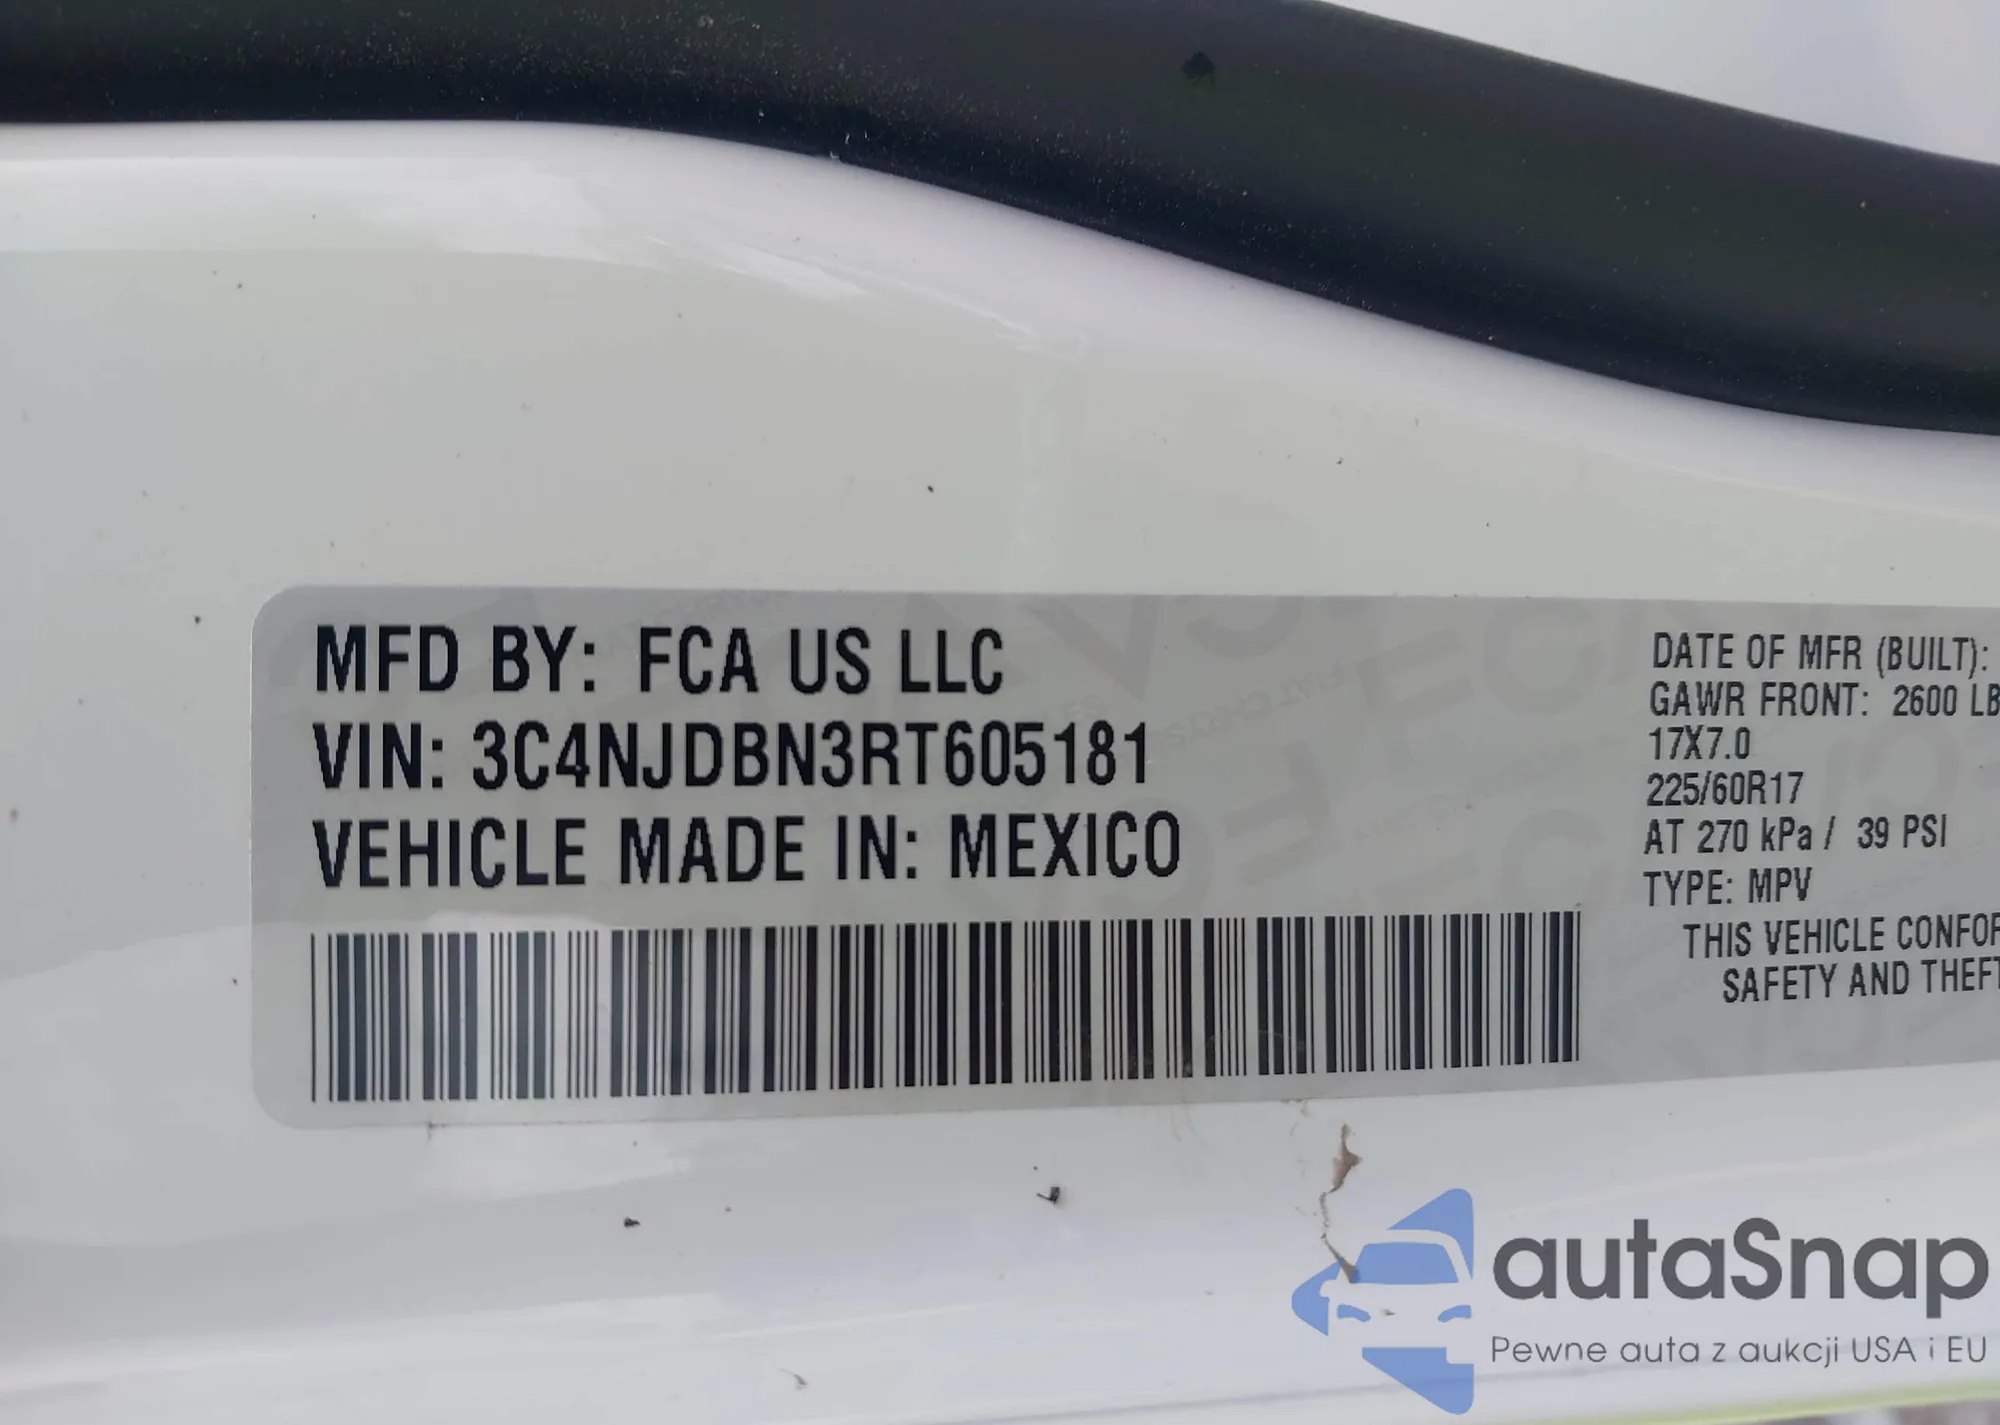 MFD BY: FCA US LLC
VIN: 3C4NJDBN3RT605181
VEHICLE MADE IN: MEXICO
DATE OF MFR (BUILT):
GAWR FRONT: 2600 LB
17X7.0
225/60R17
AT 270 kPa / 39 PSI
TYPE: MPV
THIS VEHICLE CONFOR
SAFETY AND THEFT
autaSnap
Pewne auta z aukcji USA i EU